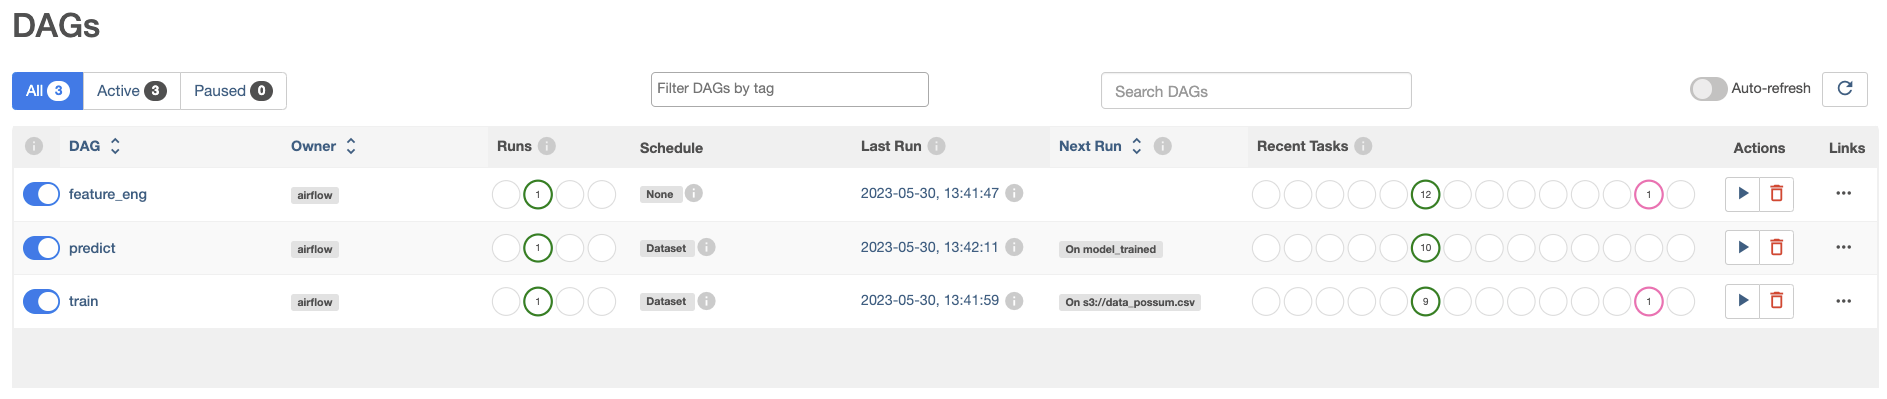 DAGs
All 3 Active 3 Paused 0 Filter DAGs by tag Search DAGs Auto-refresh
DAG Owner Runs Schedule Last Run Next Run Recent Tasks Actions Links
feature_eng airflow 1 None 2023-05-30, 13:41:47 12 1
predict airflow 1 Dataset 2023-05-30, 13:42:11 On model_trained 10
train airflow 1 Dataset 2023-05-30, 13:41:59 On s3://data_possum.csv 9 1